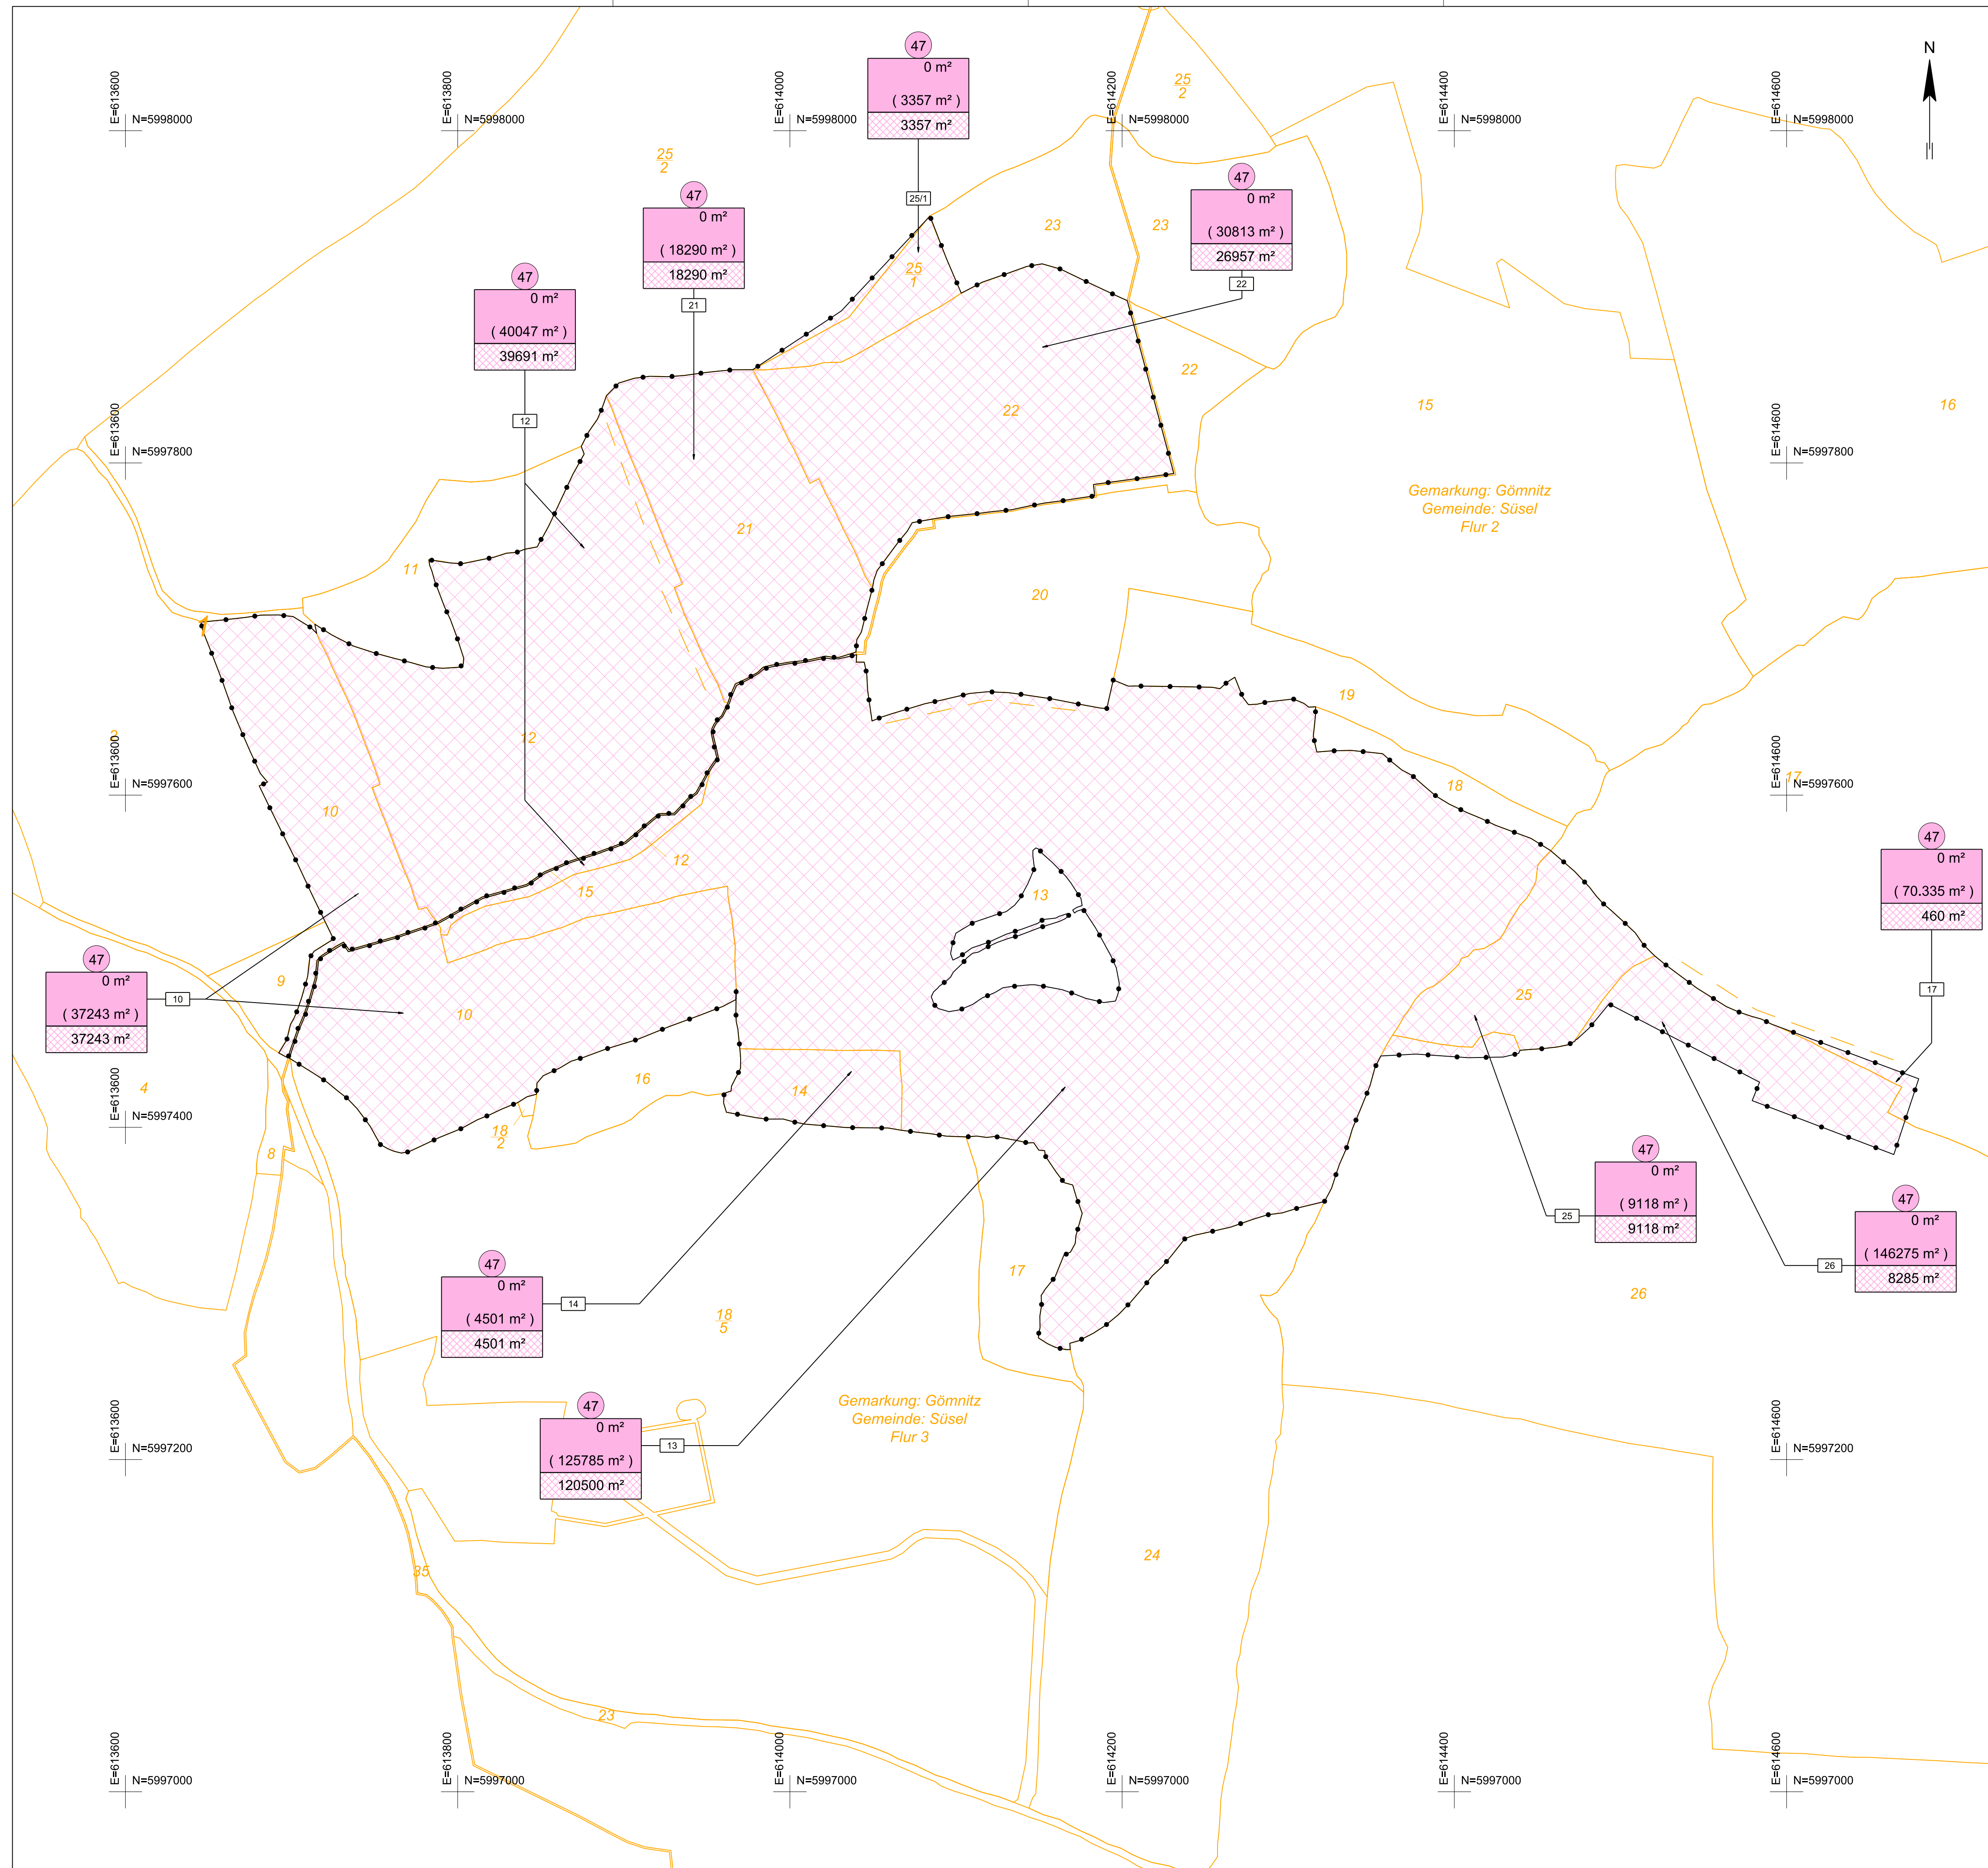 N
E=613600
N=5998000
E=613800
N=5998000
E=614000
N=5998000
E=614200
N=5998000
E=614400
N=5998000
E=614600
N=5998000
47
0 m²
( 3357 m² )
3357 m²
25/1
47
0 m²
( 30813 m² )
26957 m²
22
47
0 m²
( 18290 m² )
18290 m²
21
47
0 m²
( 40047 m² )
39691 m²
12
25
2
25
2
23
23
25
1
22
22
15
16
E=613600
N=5997800
E=614600
N=5997800
Gemarkung: Gömnitz
Gemeinde: Süsel
Flur 2
21
11
20
19
12
18
17
10
E=613600
N=5997600
E=614600
N=5997600
12
15
13
47
0 m²
( 70.335 m² )
460 m²
17
9
25
47
0 m²
( 37243 m² )
37243 m²
10
10
16
14
4
E=613600
N=5997400
18
2
8
47
0 m²
( 9118 m² )
9118 m²
25
47
0 m²
( 146275 m² )
8285 m²
26
17
26
47
0 m²
( 4501 m² )
4501 m²
14
18
5
Gemarkung: Gömnitz
Gemeinde: Süsel
Flur 3
47
0 m²
( 125785 m² )
120500 m²
13
E=613600
N=5997200
E=614600
N=5997200
24
35
23
E=613600
N=5997000
E=613800
N=5997000
E=614000
N=5997000
E=614200
N=5997000
E=614400
N=5997000
E=614600
N=5997000